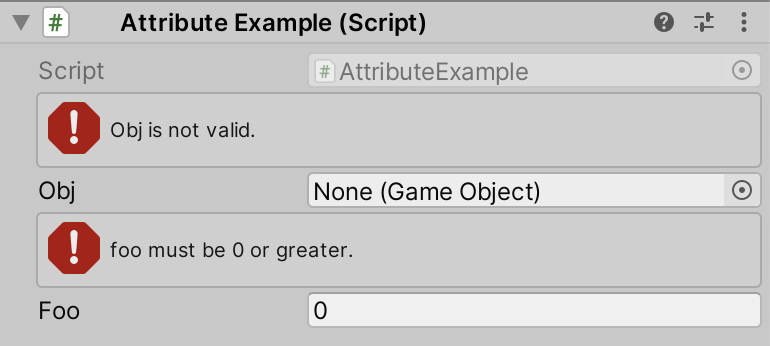 Attribute Example (Script)
Script AttributeExample
Obj is not valid.
Obj None (Game Object)
foo must be 0 or greater.
Foo 0